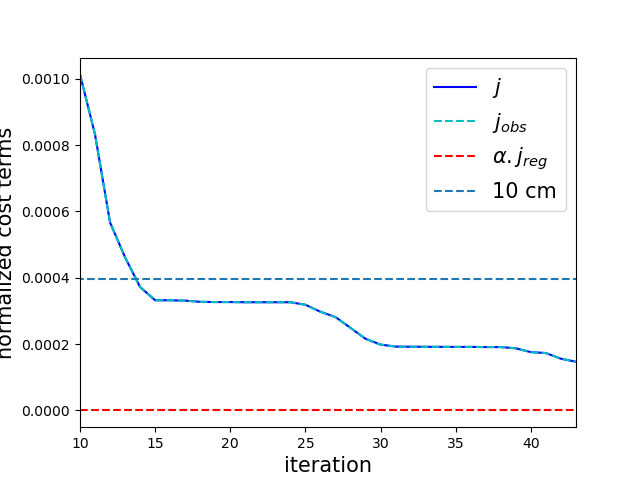 normalized cost terms
0.0010
0.0008
0.0006
0.0004
0.0002
0.0000
j
j_obs
α.j_reg
10 cm
10 15 20 25 30 35 40
iteration